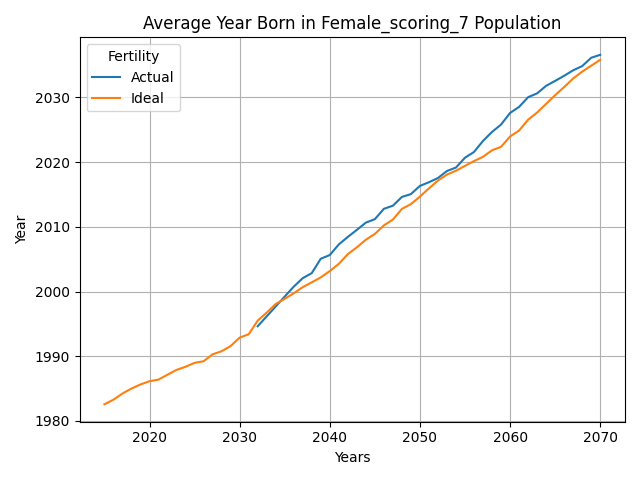 Average Year Born in Female_scoring_7 Population
Fertility
Actual
Ideal
Year
2030
2020
2010
2000
1990
1980
2020
2030
2040
2050
2060
2070
Years